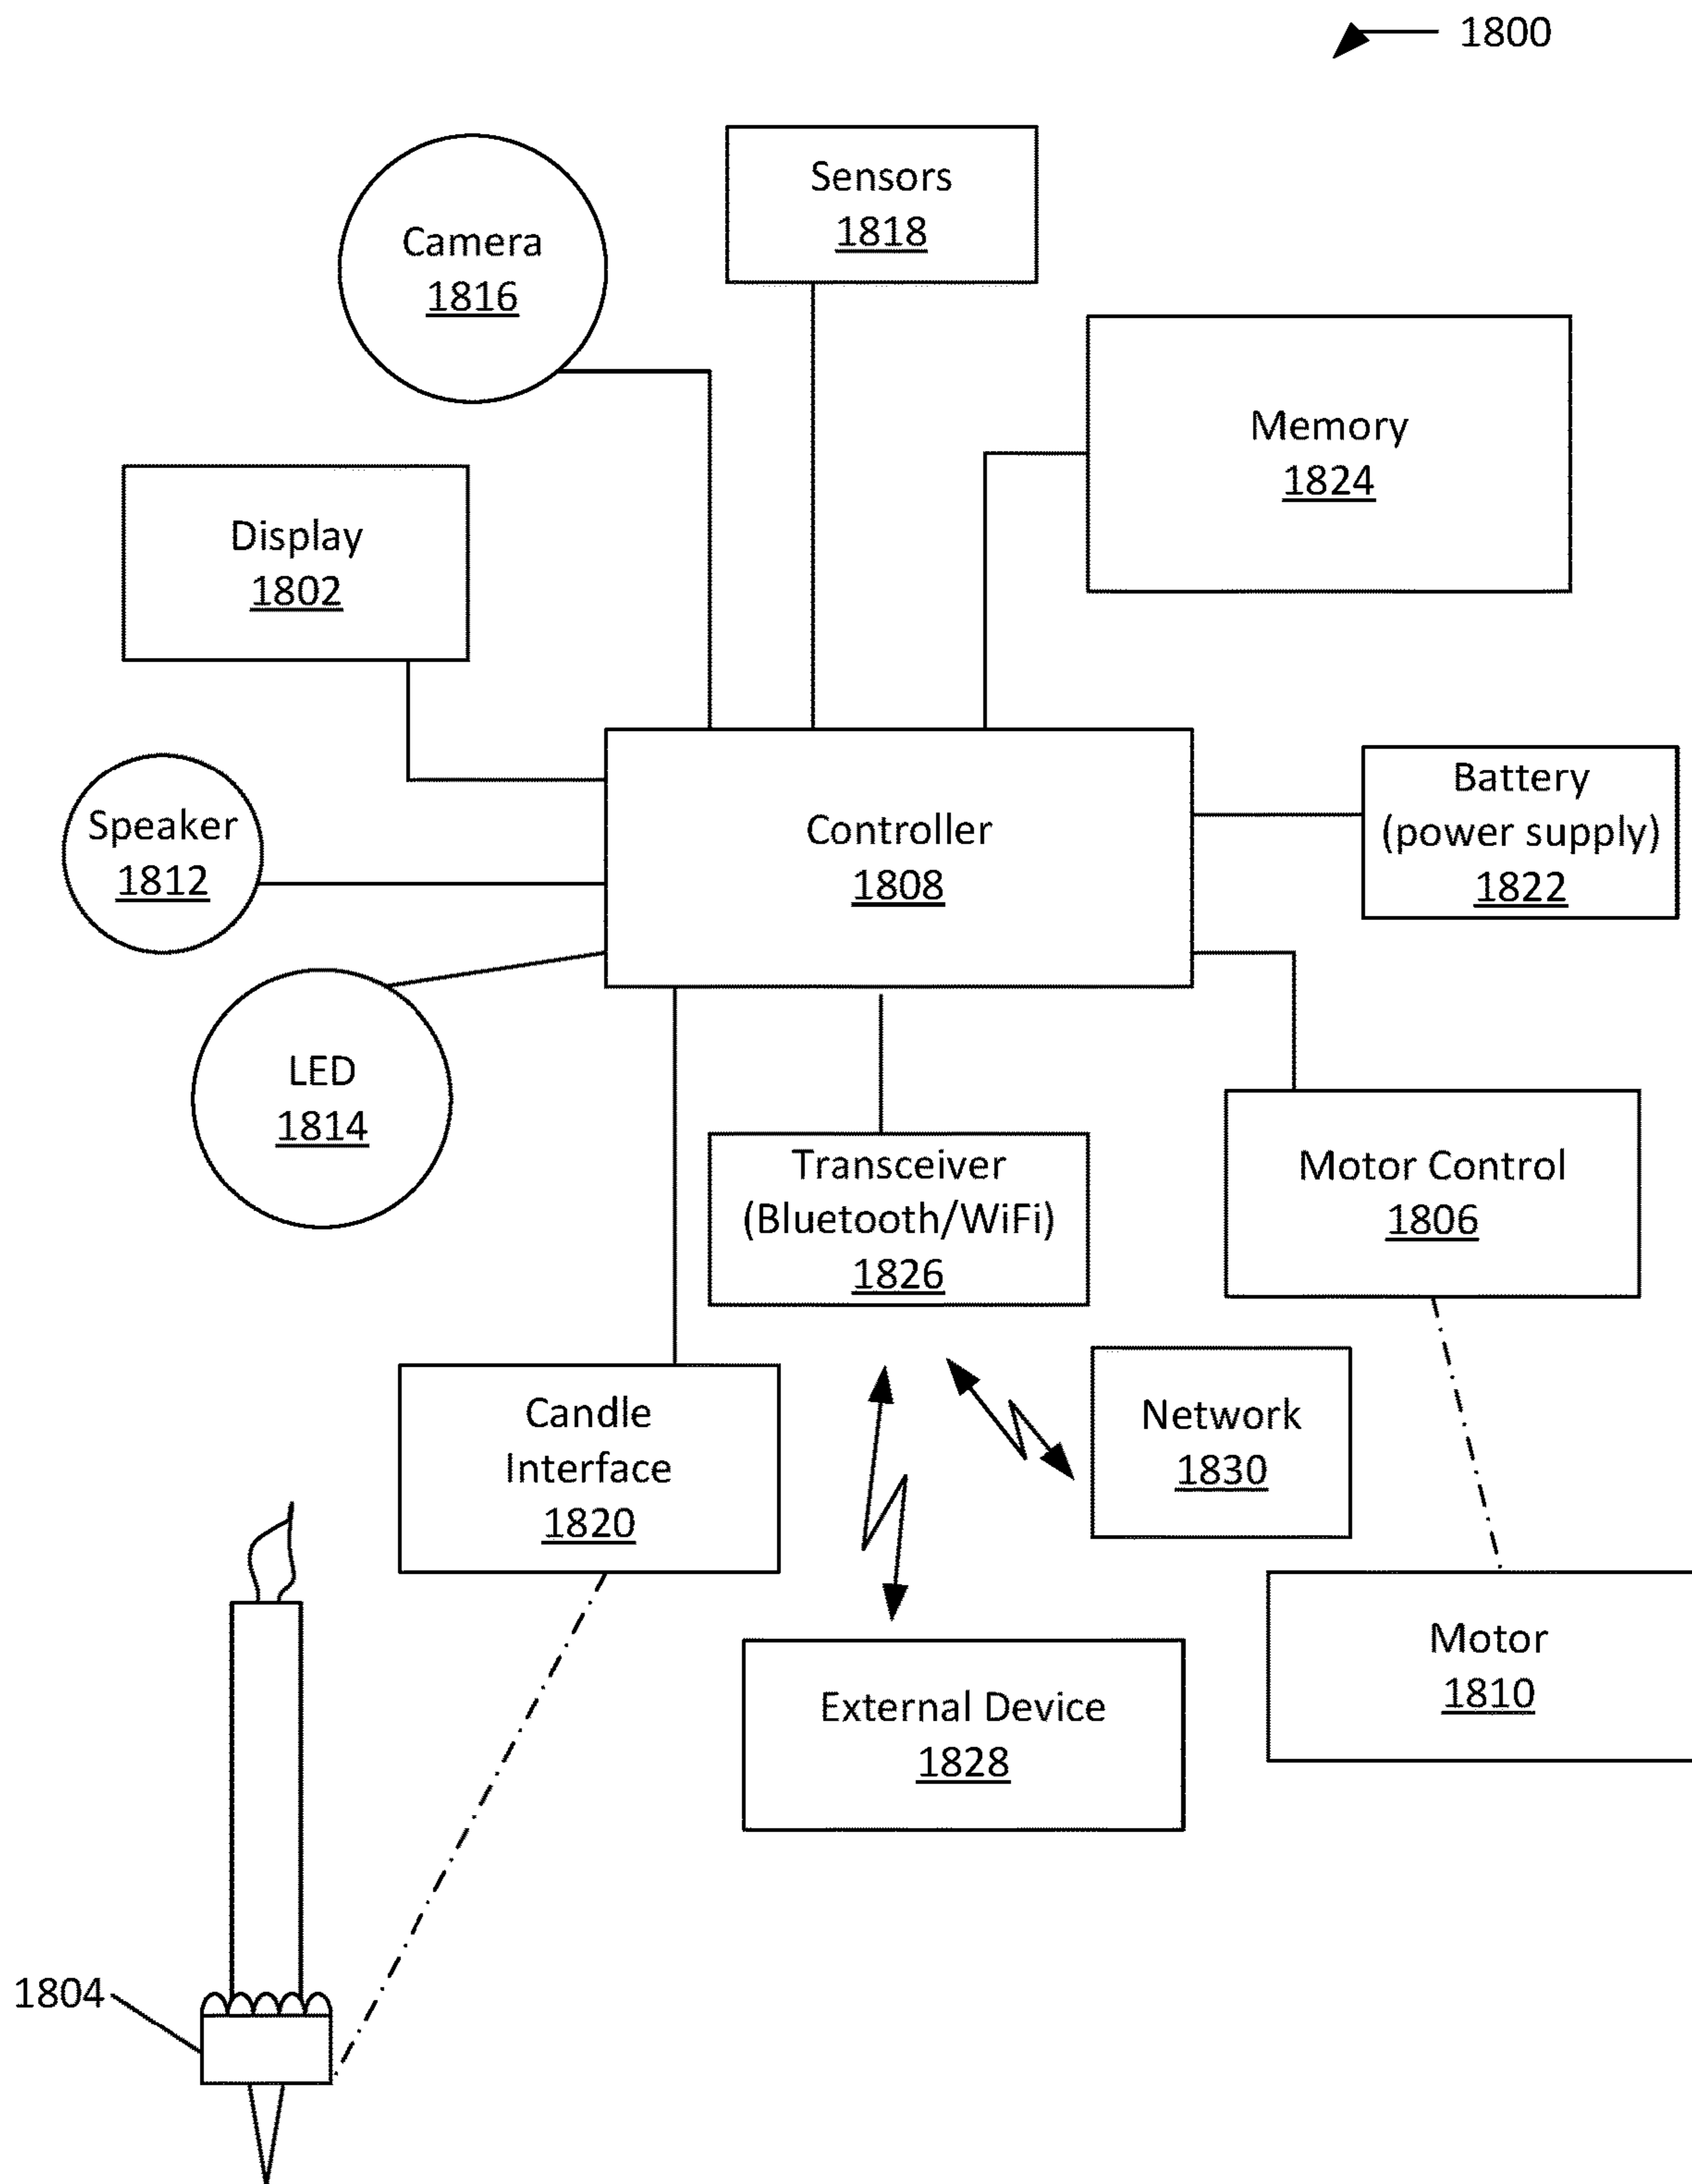 1800
Sensors
1818
Camera
1816
Memory
1824
Display
1802
Battery
(power supply)
1822
Speaker
1812
Controller
1808
LED
1814
Transceiver
(Bluetooth/WiFi)
1826
Motor Control
1806
Candle
Interface
1820
Network
1830
Motor
1810
External Device
1828
1804